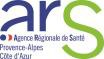 ars
Agence Régionale de Santé
Provence-Alpes
Côte d'Azur